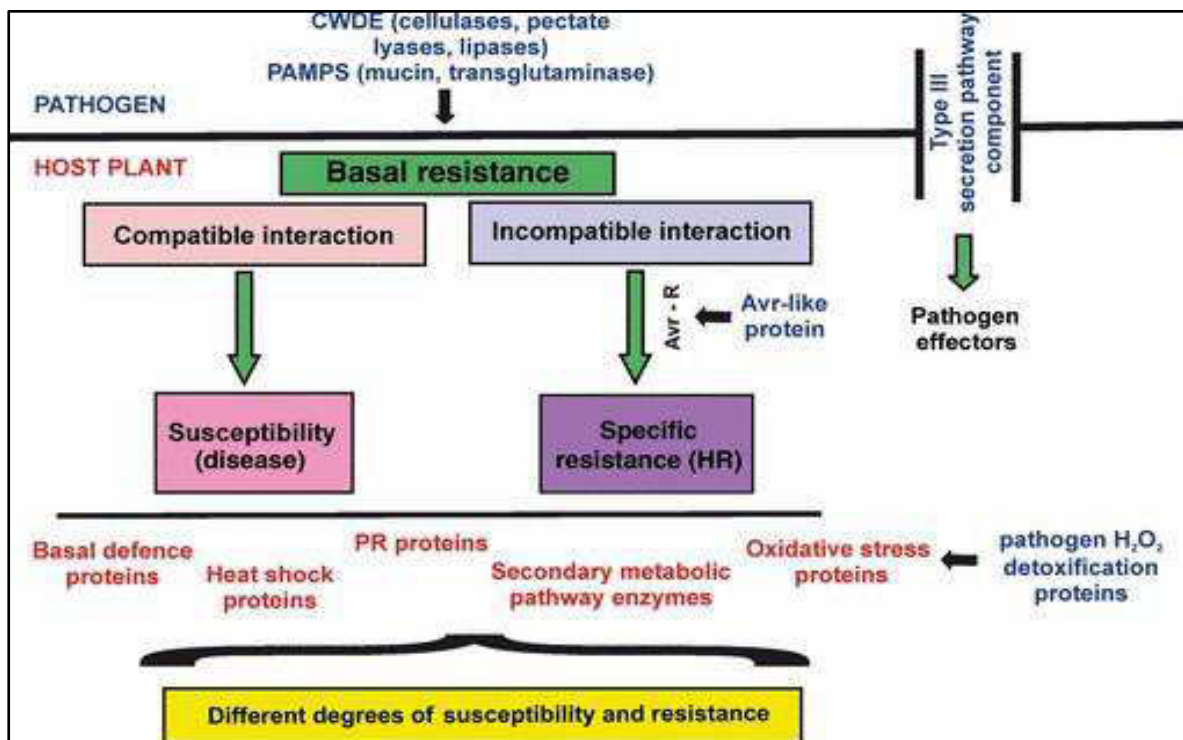 CWDE (cellulases, pectate
lyases, lipases)
PAMPS (mucin, transglutaminase)
PATHOGEN
Type III
secretion pathway
component
HOST PLANT
Basal resistance
Compatible interaction
Incompatible interaction
Avr - R
Avr-like
protein
Pathogen
effectors
Susceptibility
(disease)
Specific
resistance (HR)
Basal defence
proteins
Heat shock
proteins
PR proteins
Secondary metabolic
pathway enzymes
Oxidative stress
proteins
pathogen H₂O₂
detoxification
proteins
Different degrees of susceptibility and resistance